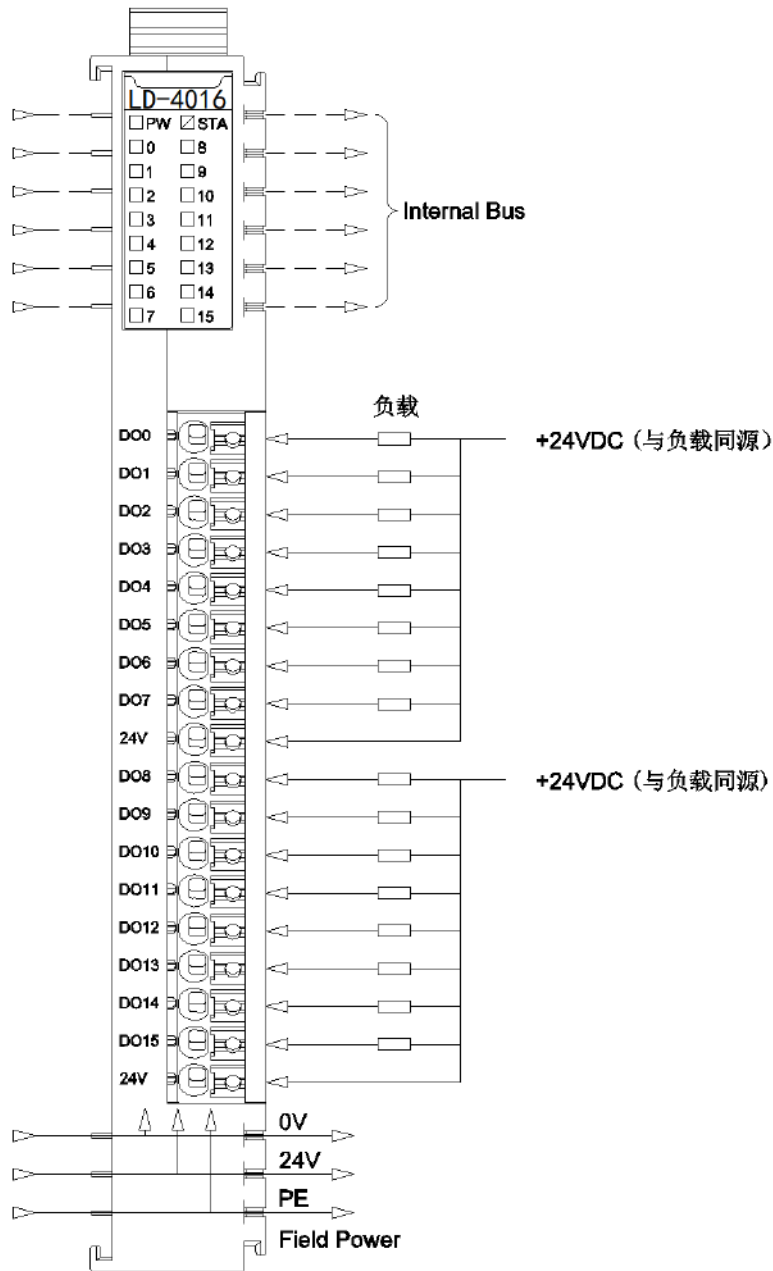 LD-4016
PW STA
0 8
1 9
2 10
3 11
4 12
5 13
6 14
7 15
Internal Bus
负载
DO0
+24VDC（与负载同源）
DO1
DO2
DO3
DO4
DO5
DO6
DO7
24V
DO8
+24VDC（与负载同源）
DO9
DO10
DO11
DO12
DO13
DO14
DO15
24V
0V
24V
PE
Field Power